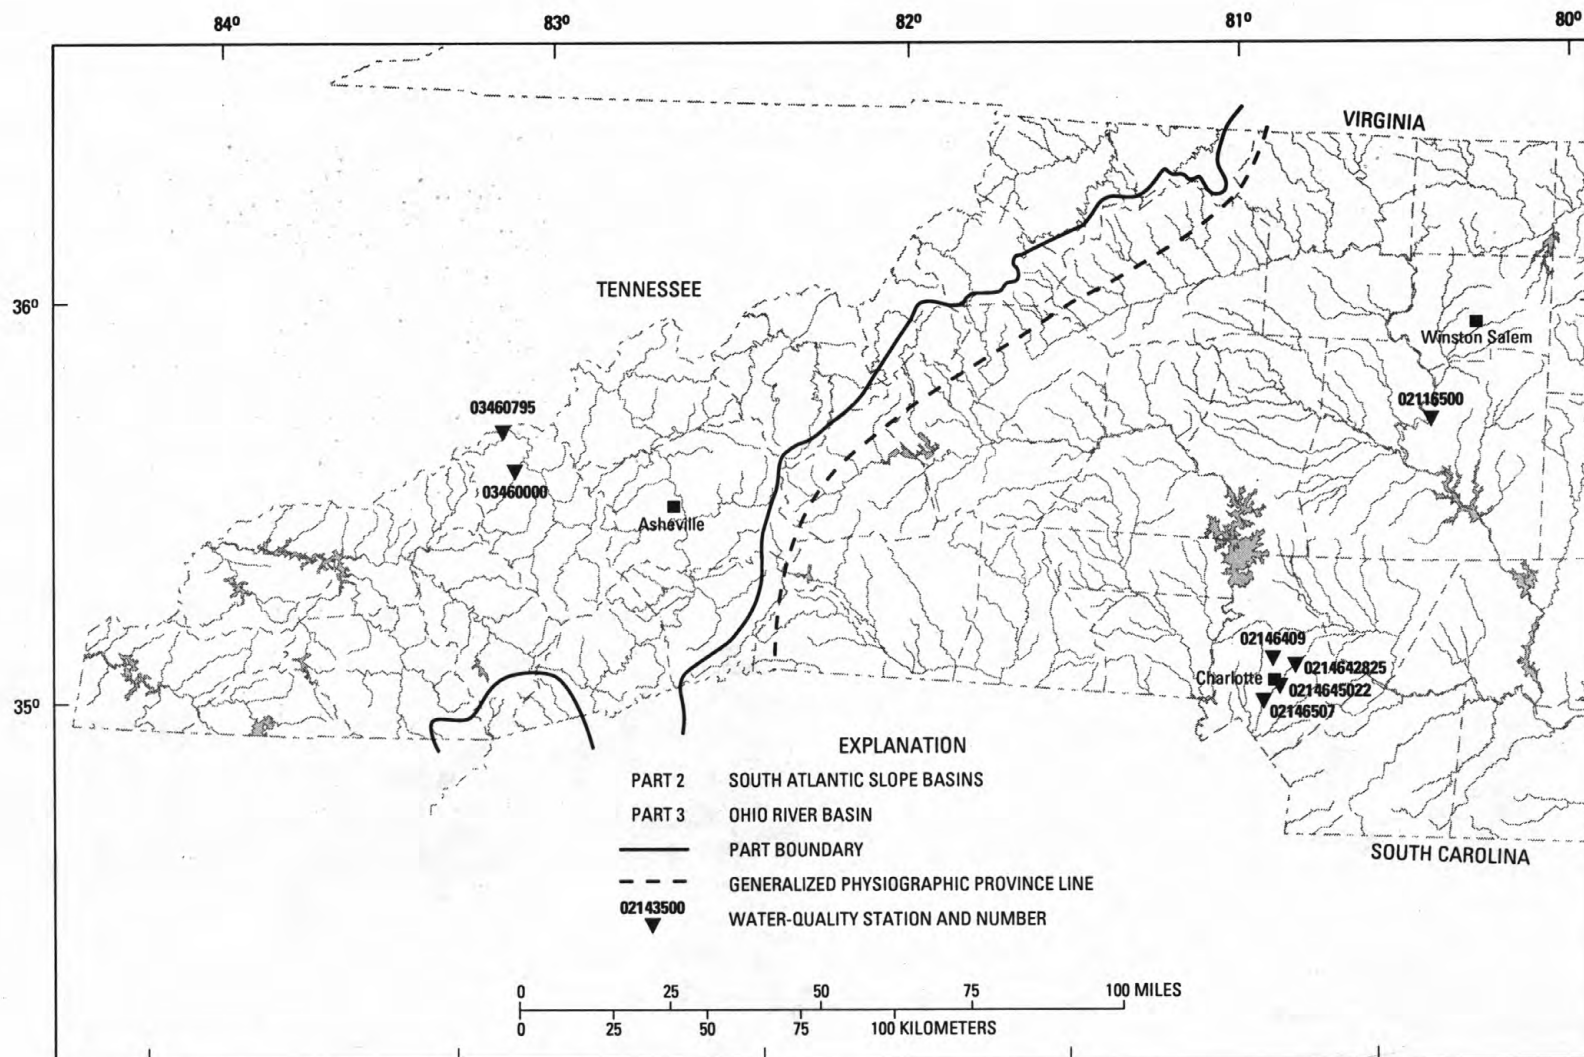 84° 83° 82° 81° 80°
VIRGINIA
TENNESSEE
36°
Winston Salem
03460795
02116500
03460000
Asheville
02146409
0214642825
Charlotte
0214645022
35°
02146507
EXPLANATION
PART 2 SOUTH ATLANTIC SLOPE BASINS
PART 3 OHIO RIVER BASIN
PART BOUNDARY
SOUTH CAROLINA
GENERALIZED PHYSIOGRAPHIC PROVINCE LINE
02143500 WATER-QUALITY STATION AND NUMBER
0 25 50 75 100 MILES
0 25 50 75 100 KILOMETERS